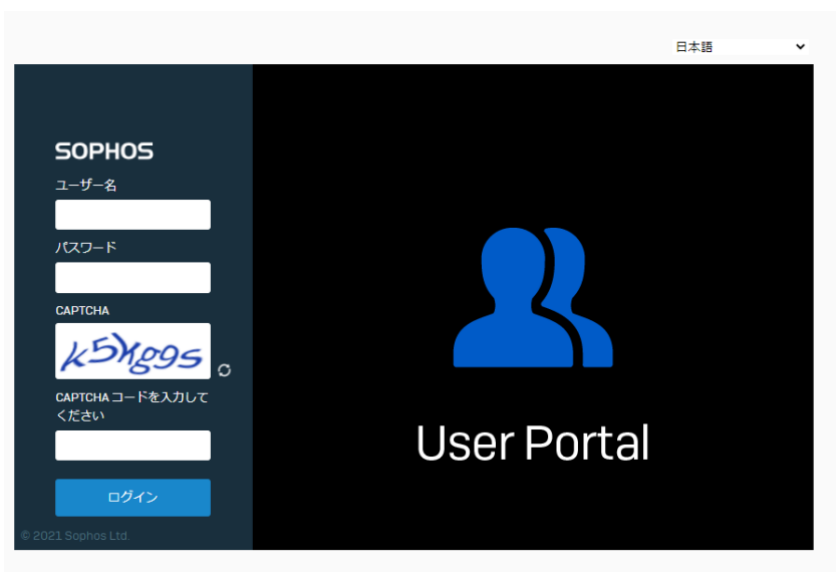 日本語
SOPHOS
ユーザー名
パスワード
CAPTCHA
CAPTCHA コードを入力して
ください
ログイン
© 2021 Sophos Ltd.
User Portal